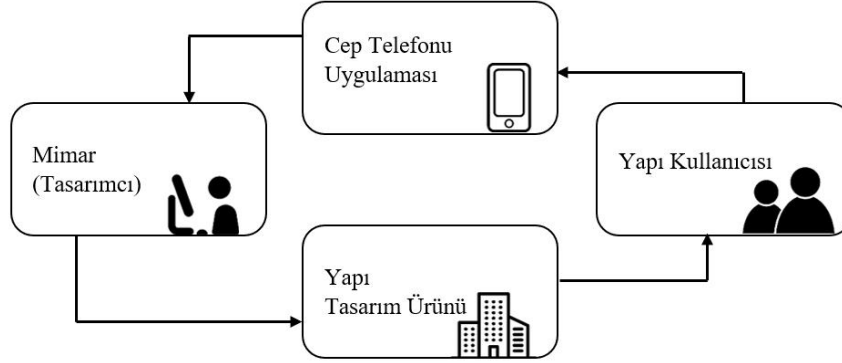 Cep Telefonu
Uygulaması
Mimar
(Tasarımcı)
Yapı Kullanıcısı
Yapı
Tasarım Ürünü